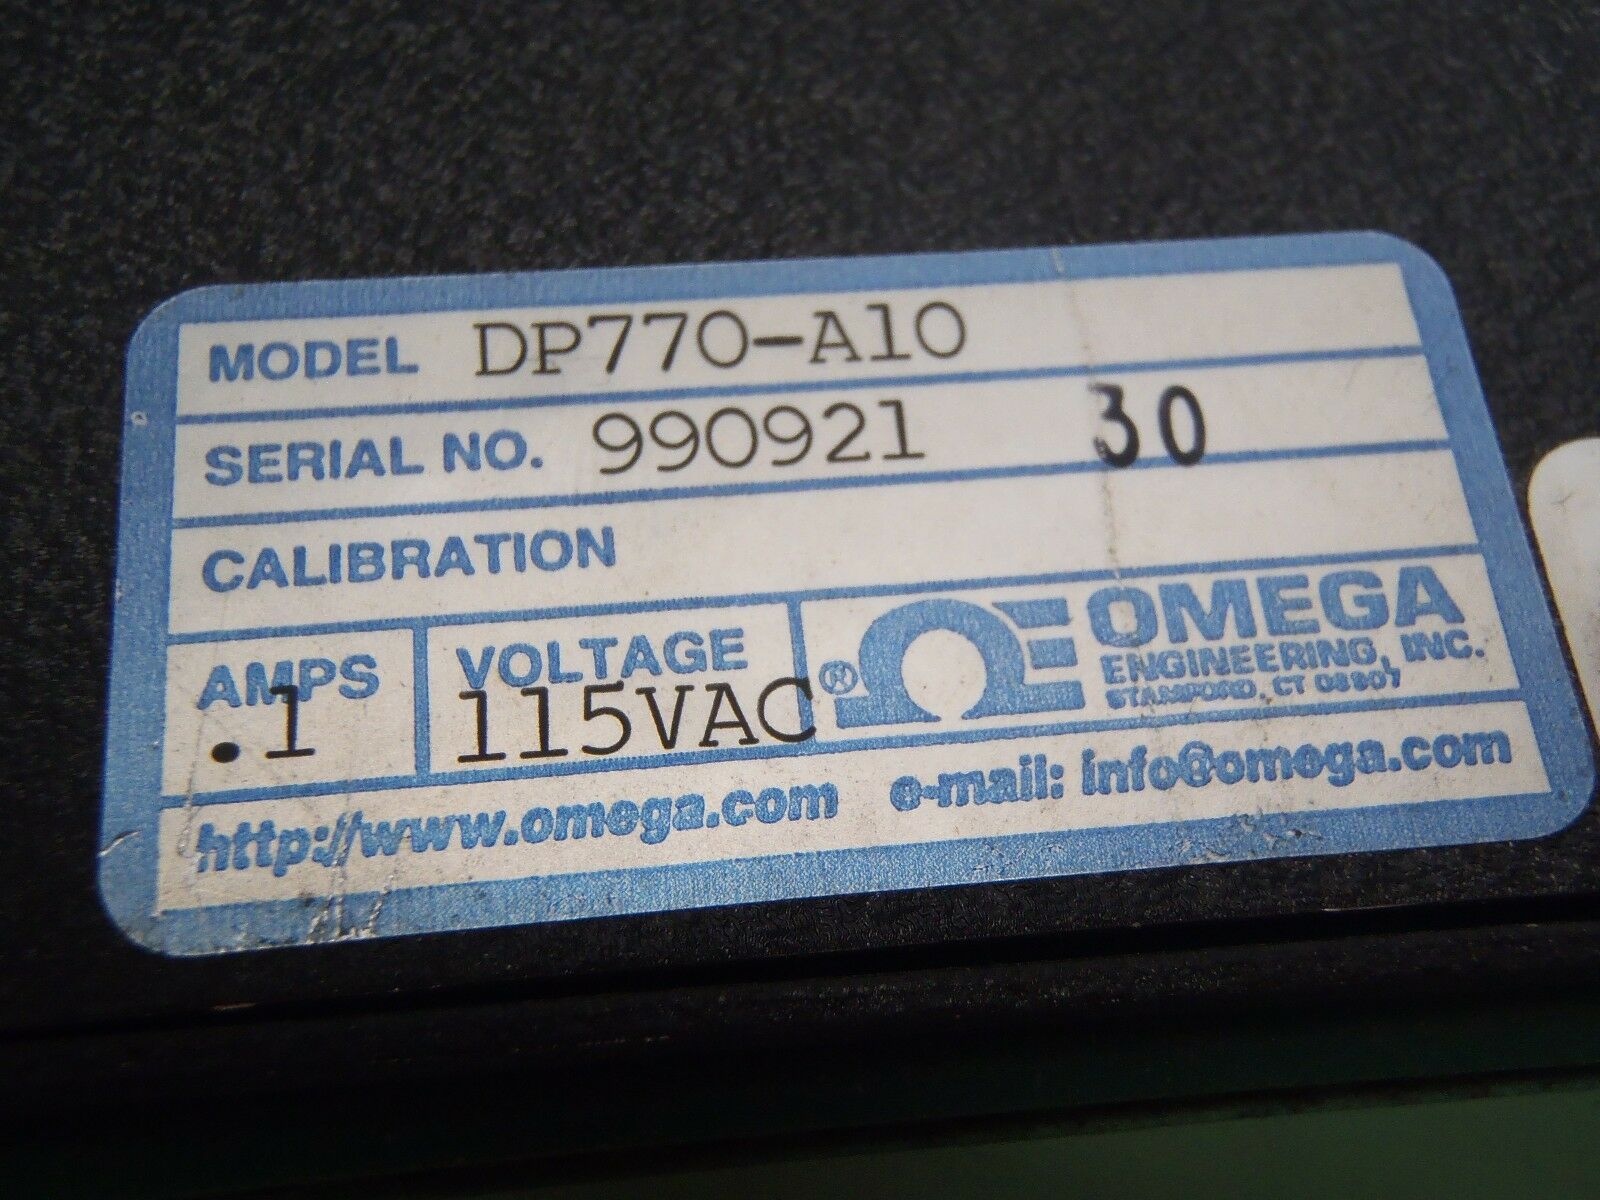 MODEL DP770-A10
SERIAL NO. 990921 30
CALIBRATION
AMPS .1
VOLTAGE 115VAC
® OMEGA
ENGINEERING, INC.
STAMFORD, CT 06907
http://www.omega.com e-mail: info@omega.com